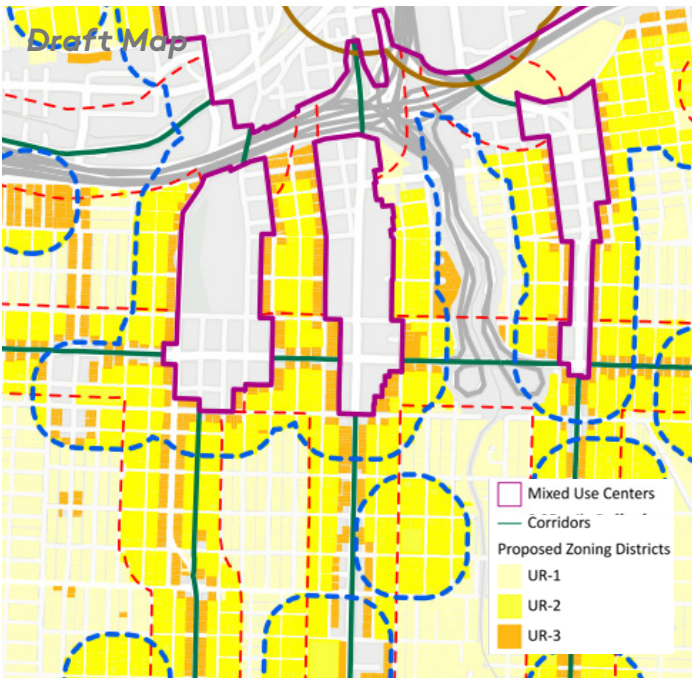 Draft Map
Mixed Use Centers
Corridors
Proposed Zoning Districts
UR-1
UR-2
UR-3